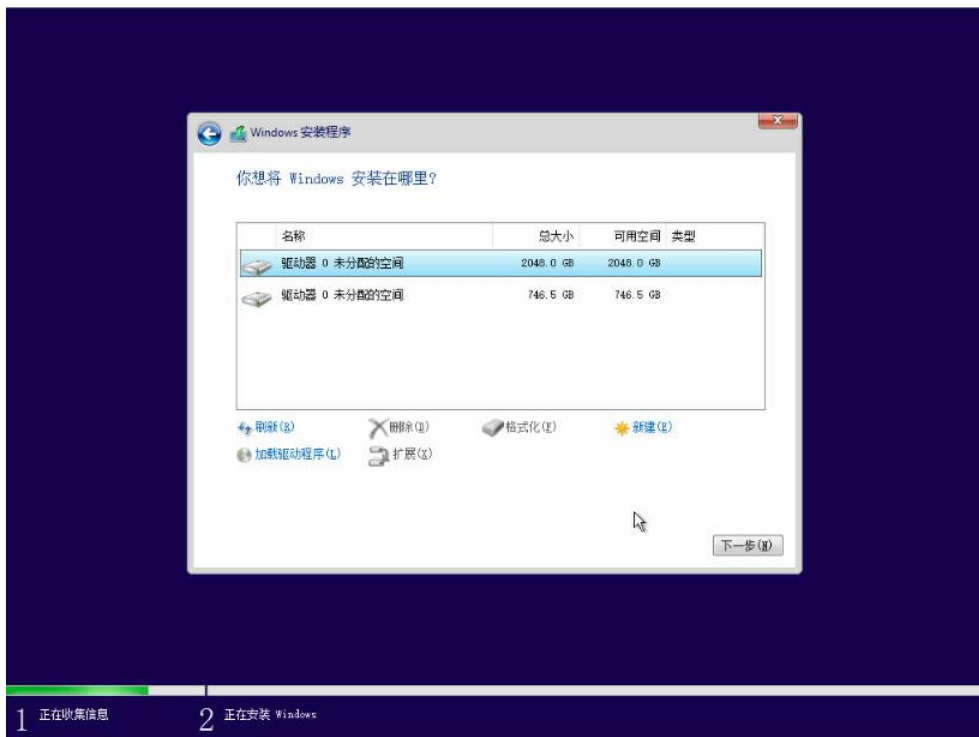 Windows 安装程序
你想将 Windows 安装在哪里?
名称 总大小 可用空间 类型
驱动器 0 未分配的空间 2048.0 GB 2048.0 GB
驱动器 0 未分配的空间 746.5 GB 746.5 GB
刷新(R) 删除(D) 格式化(F) 新建(E)
加载驱动程序(L) 扩展(X)
下一步(N)
1 正在收集信息 2 正在安装 Windows